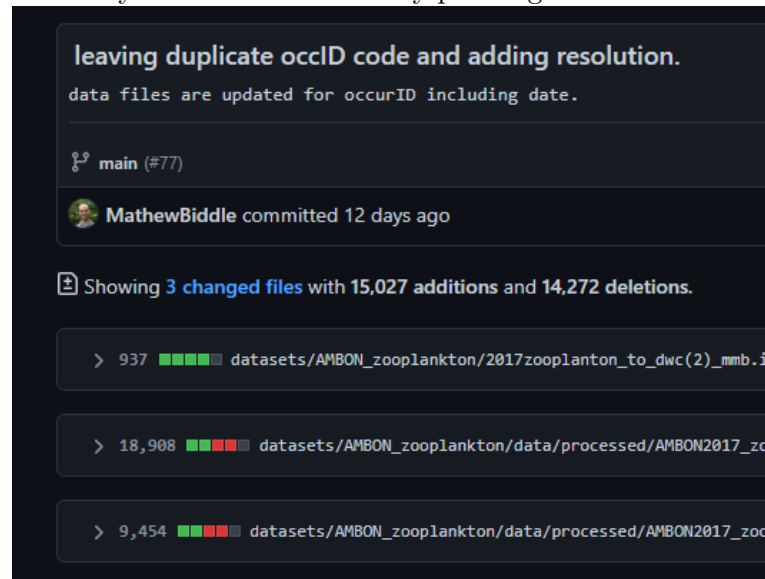 leaving duplicate occID code and adding resolution.
data files are updated for occurID including date.
main (#77)
MathewBiddle committed 12 days ago
Showing 3 changed files with 15,027 additions and 14,272 deletions.
937 datasets/AMBON_zooplankton/2017zooplanton_to_dwc(2)_mmb.i
18,908 datasets/AMBON_zooplankton/data/processed/AMBON2017_zo
9,454 datasets/AMBON_zooplankton/data/processed/AMBON2017_zoo